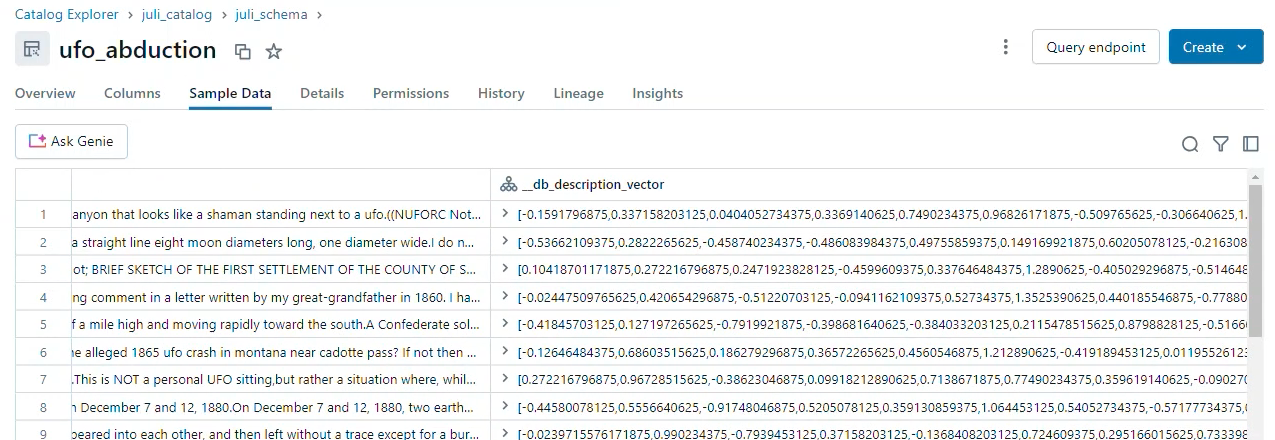 Catalog Explorer > juli_catalog > juli_schema >
ufo_abduction
Query endpoint
Create
Overview Columns Sample Data Details Permissions History Lineage Insights
Ask Genie
__db_description_vector
1 anyon that looks like a shaman standing next to a ufo.((NUFORC Not... > [-0.1591796875,0.337158203125,0.0404052734375,0.3369140625,0.7490234375,0.96826171875,-0.509765625,-0.306640625,1.
2 a straight line eight moon diameters long, one diameter wide.I do n... > [-0.53662109375,0.2822265625,-0.458740234375,-0.486083984375,0.49755859375,0.149169921875,0.60205078125,-0.216308
3 ot; BRIEF SKETCH OF THE FIRST SETTLEMENT OF THE COUNTY OF S... > [0.10418701171875,0.272216796875,0.2471923828125,-0.4599609375,0.337646484375,1.2890625,-0.405029296875,-0.514648
4 ng comment in a letter written by my great-grandfather in 1860. I ha... > [-0.02447509765625,0.420654296875,-0.51220703125,-0.0941162109375,0.52734375,1.3525390625,0.440185546875,-0.77880
5 f a mile high and moving rapidly toward the south.A Confederate sol... > [-0.41845703125,0.127197265625,-0.7919921875,-0.398681640625,-0.384033203125,0.2115478515625,0.8798828125,-0.5166
6 e alleged 1865 ufo crash in montana near cadotte pass? If not then ... > [-0.12646484375,0.68603515625,0.186279296875,0.36572265625,0.4560546875,1.212890625,-0.419189453125,0.01195526123
7 .This is NOT a personal UFO sitting,but rather a situation where, whil... > [0.272216796875,0.96728515625,-0.38623046875,0.09918212890625,0.7138671875,0.77490234375,0.359619140625,-0.09027
8 n December 7 and 12, 1880.On December 7 and 12, 1880, two earth... > [-0.44580078125,0.5556640625,-0.91748046875,0.5205078125,0.359130859375,1.064453125,0.54052734375,-0.57177734375,
9 peared into each other, and then left without a trace except for a bur... > [-0.0239715576171875,0.990234375,-0.7939453125,0.37158203125,-0.1368408203125,0.724609375,0.295166015625,0.733398